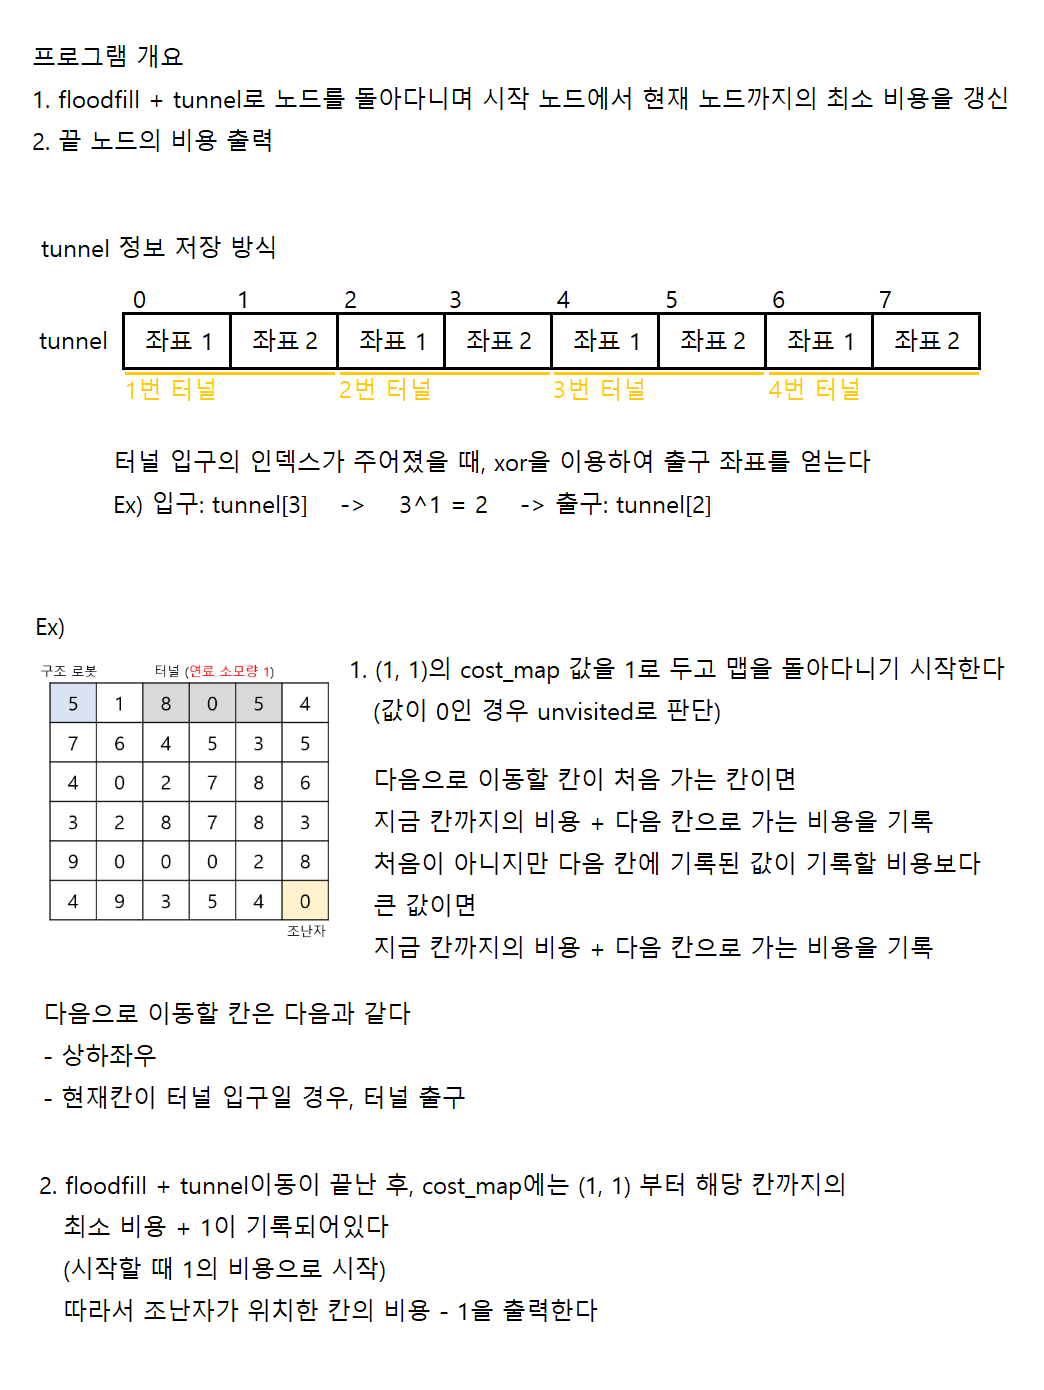 프로그램 개요
1. floodfill + tunnel로 노드를 돌아다니며 시작 노드에서 현재 노드까지의 최소 비용을 갱신
2. 끝 노드의 비용 출력
tunnel 정보 저장 방식
0 1 2 3 4 5 6 7
tunnel 좌표 1 좌표 2 좌표 1 좌표 2 좌표 1 좌표 2 좌표 1 좌표 2
1번 터널 2번 터널 3번 터널 4번 터널
터널 입구의 인덱스가 주어졌을 때, xor을 이용하여 출구 좌표를 얻는다
Ex) 입구: tunnel[3] -> 3^1 = 2 -> 출구: tunnel[2]
Ex)
구조 로봇 터널 (연료 소모량 1)
5 1 8 0 5 4
7 6 4 5 3 5
4 0 2 7 8 6
3 2 8 7 8 3
9 0 0 0 2 8
4 9 3 5 4 0
조난자
1. (1, 1)의 cost_map 값을 1로 두고 맵을 돌아다니기 시작한다
(값이 0인 경우 unvisited로 판단)
다음으로 이동할 칸이 처음 가는 칸이면
지금 칸까지의 비용 + 다음 칸으로 가는 비용을 기록
처음이 아니지만 다음 칸에 기록된 값이 기록할 비용보다
큰 값이면
지금 칸까지의 비용 + 다음 칸으로 가는 비용을 기록
다음으로 이동할 칸은 다음과 같다
- 상하좌우
- 현재칸이 터널 입구일 경우, 터널 출구
2. floodfill + tunnel이동이 끝난 후, cost_map에는 (1, 1) 부터 해당 칸까지의
최소 비용 + 1이 기록되어있다
(시작할 때 1의 비용으로 시작)
따라서 조난자가 위치한 칸의 비용 - 1을 출력한다